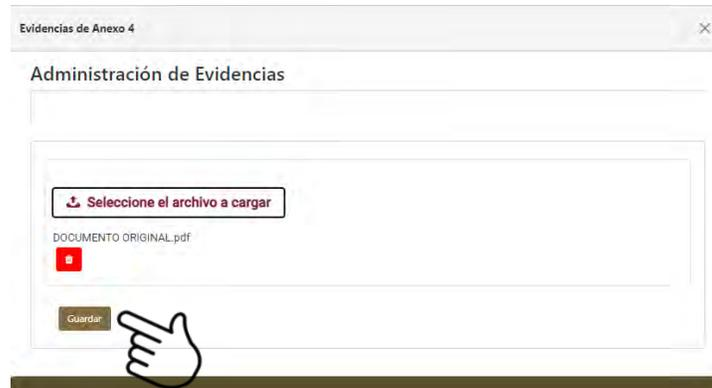 Evidencias de Anexo 4
Administración de Evidencias
Seleccione el archivo a cargar
DOCUMENTO ORIGINAL.pdf
Guardar